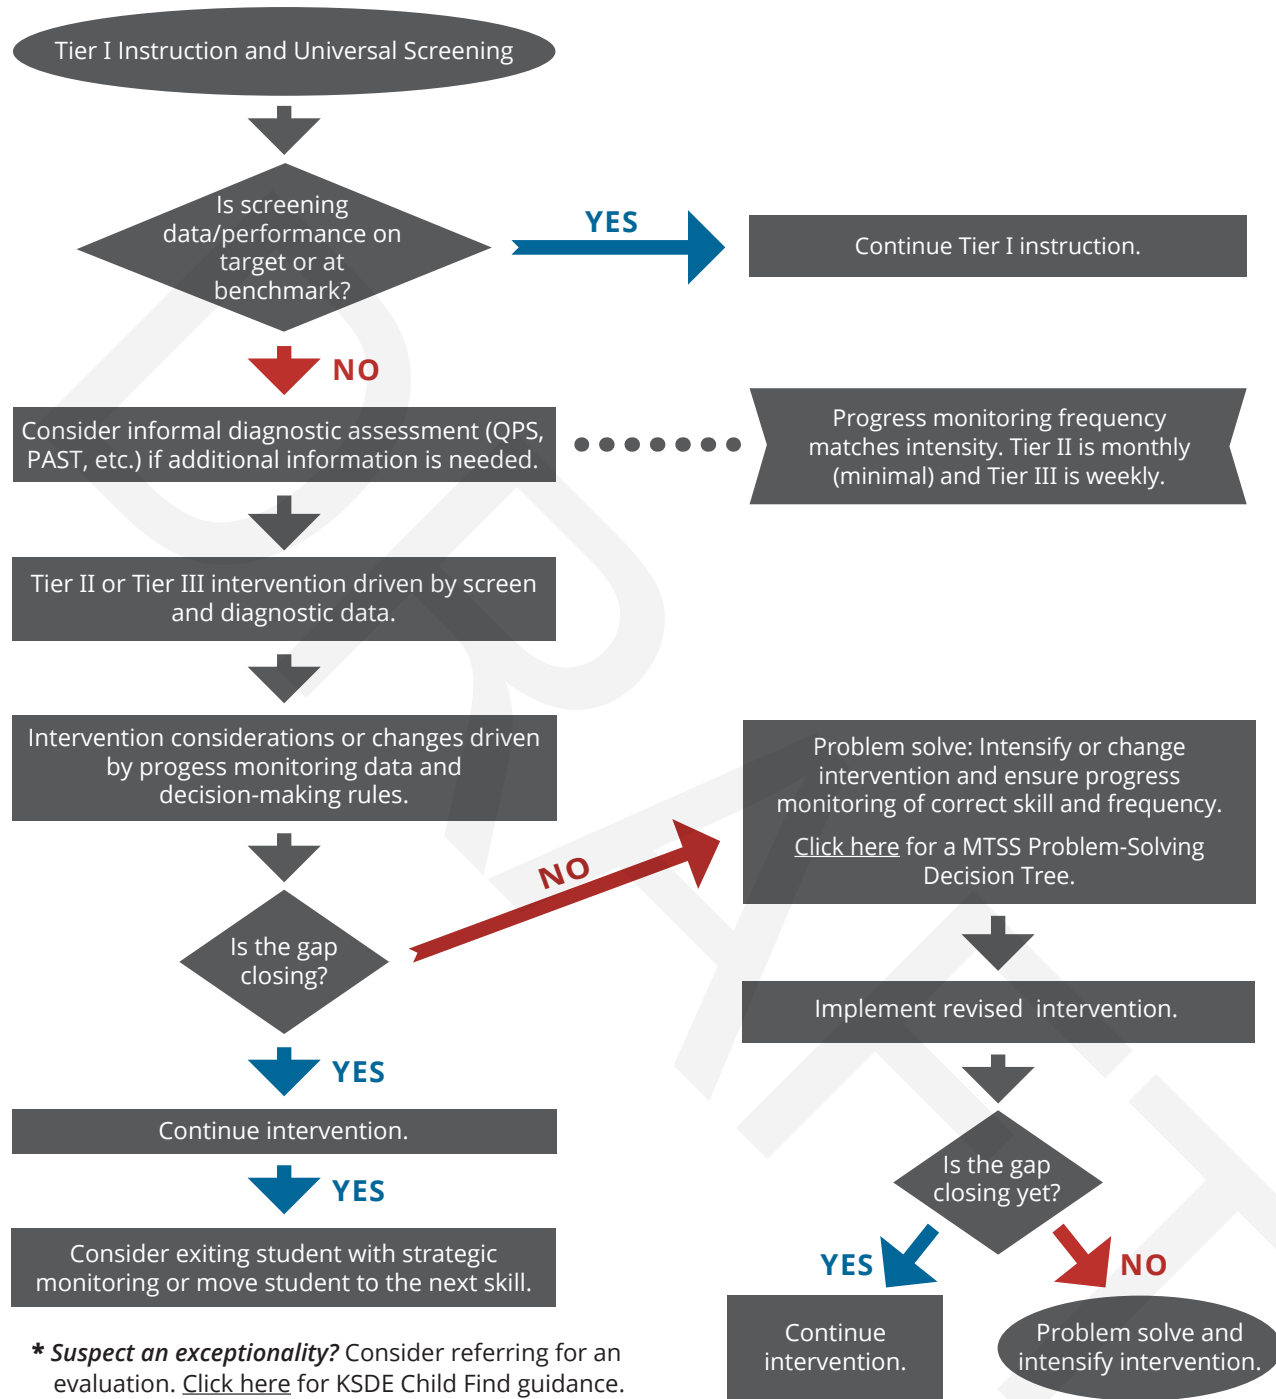 Tier I Instruction and Universal Screening
Is screening
data/performance on
target or at
benchmark?
YES
Continue Tier I instruction.
NO
Consider informal diagnostic assessment (QPS,
PAST, etc.) if additional information is needed.
Progress monitoring frequency
matches intensity. Tier II is monthly
(minimal) and Tier III is weekly.
Tier II or Tier III intervention driven by screen
and diagnostic data.
Intervention considerations or changes driven
by progess monitoring data and
decision-making rules.
Is the gap
closing?
NO
Problem solve: Intensify or change
intervention and ensure progress
monitoring of correct skill and frequency.
Click here for a MTSS Problem-Solving
Decision Tree.
Implement revised intervention.
YES
Continue intervention.
YES
Consider exiting student with strategic
monitoring or move student to the next skill.
Is the gap
closing yet?
YES
Continue
intervention.
NO
Problem solve and
intensify intervention.
* Suspect an exceptionality? Consider referring for an
evaluation. Click here for KSDE Child Find guidance.
DRAFT